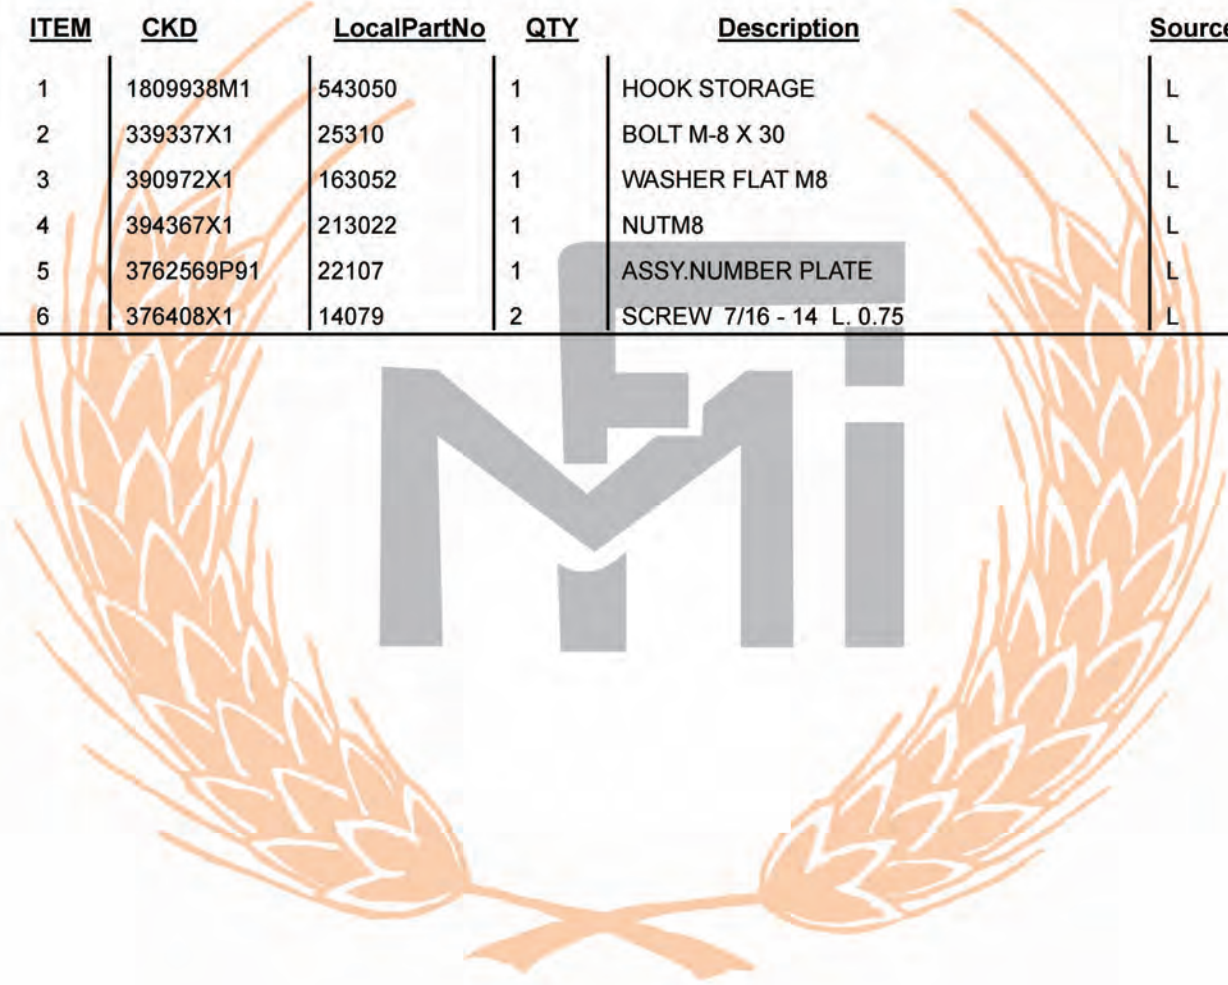 ITEM CKD LocalPartNo QTY Description Source
1 1809938M1 543050 1 HOOK STORAGE L
2 339337X1 25310 1 BOLT M-8 X 30 L
3 390972X1 163052 1 WASHER FLAT M8 L
4 394367X1 213022 1 NUTM8 L
5 3762569P91 22107 1 ASSY.NUMBER PLATE L
6 376408X1 14079 2 SCREW 7/16 - 14 L. 0.75 L